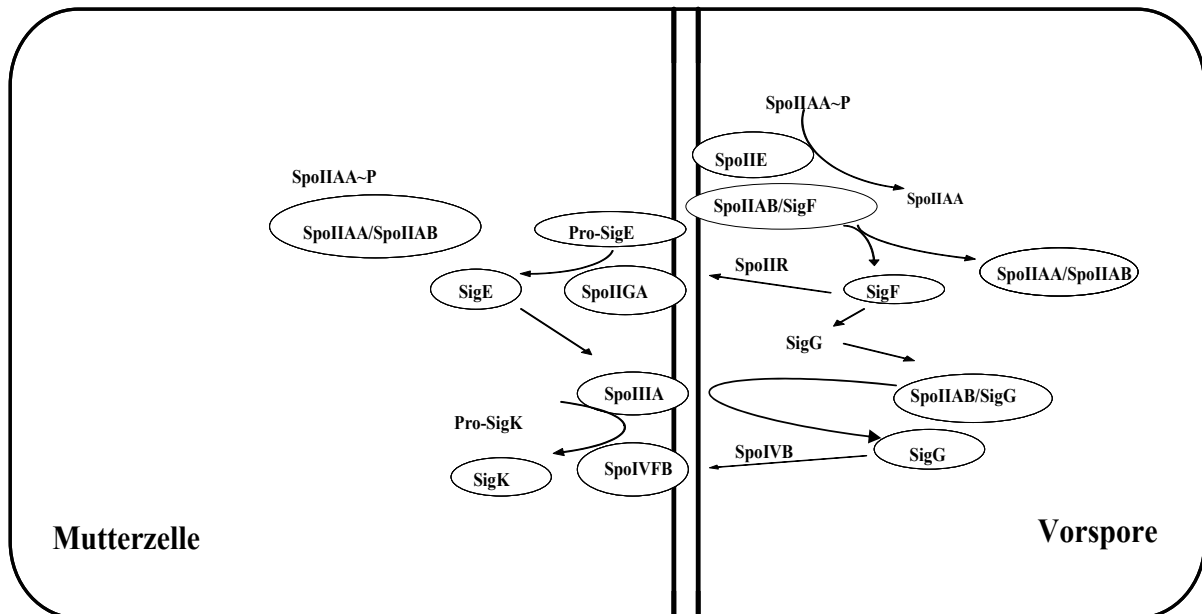 SpoIIAA~P
SpoIIE
SpoIIAA~P
SpoIIAA
SpoIIAB/SigF
SpoIIAA/SpoIIAB
Pro-SigE
SpoIIR
SpoIIAA/SpoIIAB
SigE
SpoIIGA
SigF
SigG
SpoIIIA
SpoIIAB/SigG
Pro-SigK
SpoIVB
SigG
SpoIVFB
SigK
Mutterzelle
Vorspore